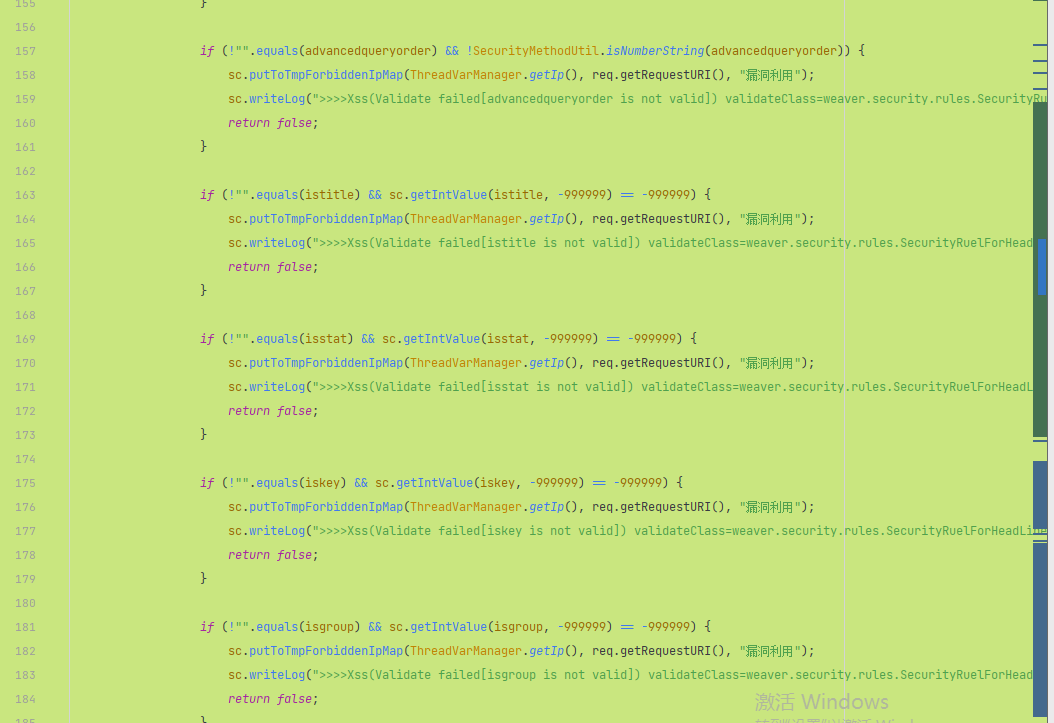 155 }
156
157 if (!"".equals(advancedqueryorder) && !SecurityMethodUtil.isNumberString(advancedqueryorder)) {
158 sc.putToTmpForbiddenIpMap(ThreadVarManager.getIp(), req.getRequestURI(), "漏洞利用");
159 sc.writeLog(">>>>Xss(Validate failed[advancedqueryorder is not valid]) validateClass=weaver.security.rules.SecurityRu
160 return false;
161 }
162
163 if (!"".equals(istitle) && sc.getIntValue(istitle, -999999) == -999999) {
164 sc.putToTmpForbiddenIpMap(ThreadVarManager.getIp(), req.getRequestURI(), "漏洞利用");
165 sc.writeLog(">>>>Xss(Validate failed[istitle is not valid]) validateClass=weaver.security.rules.SecurityRuelForHead
166 return false;
167 }
168
169 if (!"".equals(isstat) && sc.getIntValue(isstat, -999999) == -999999) {
170 sc.putToTmpForbiddenIpMap(ThreadVarManager.getIp(), req.getRequestURI(), "漏洞利用");
171 sc.writeLog(">>>>Xss(Validate failed[isstat is not valid]) validateClass=weaver.security.rules.SecurityRuelForHeadL
172 return false;
173 }
174
175 if (!"".equals(iskey) && sc.getIntValue(iskey, -999999) == -999999) {
176 sc.putToTmpForbiddenIpMap(ThreadVarManager.getIp(), req.getRequestURI(), "漏洞利用");
177 sc.writeLog(">>>>Xss(Validate failed[iskey is not valid]) validateClass=weaver.security.rules.SecurityRuelForHeadLine
178 return false;
179 }
180
181 if (!"".equals(isgroup) && sc.getIntValue(isgroup, -999999) == -999999) {
182 sc.putToTmpForbiddenIpMap(ThreadVarManager.getIp(), req.getRequestURI(), "漏洞利用");
183 sc.writeLog(">>>>Xss(Validate failed[isgroup is not valid]) validateClass=weaver.security.rules.SecurityRuelForHead
184 return false;
185 }
激活 Windows